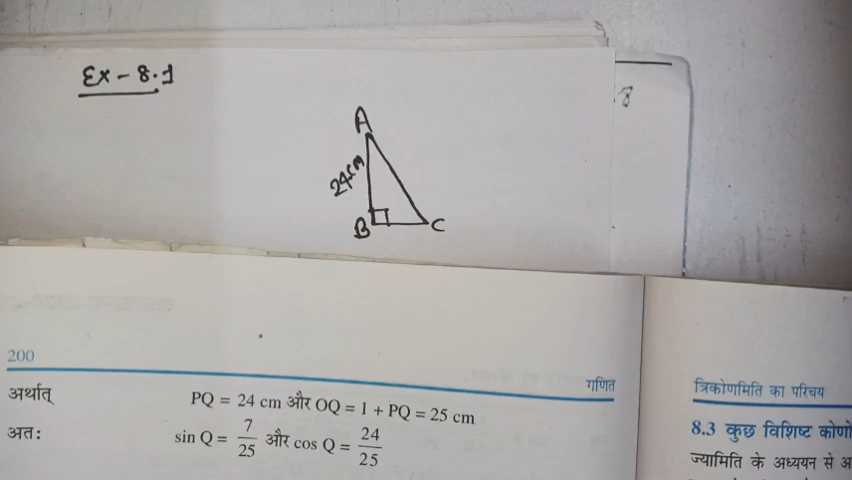 Ex - 8.1
A
24cm
B
C
200
गणित
अर्थात्
PQ = 24 cm और OQ = 1 + PQ = 25 cm
अतः
sin Q = 7/25 और cos Q = 24/25
त्रिकोणमिति का परिचय
8.3 कुछ विशिष्ट कोणो
ज्यामिति के अध्ययन से अ